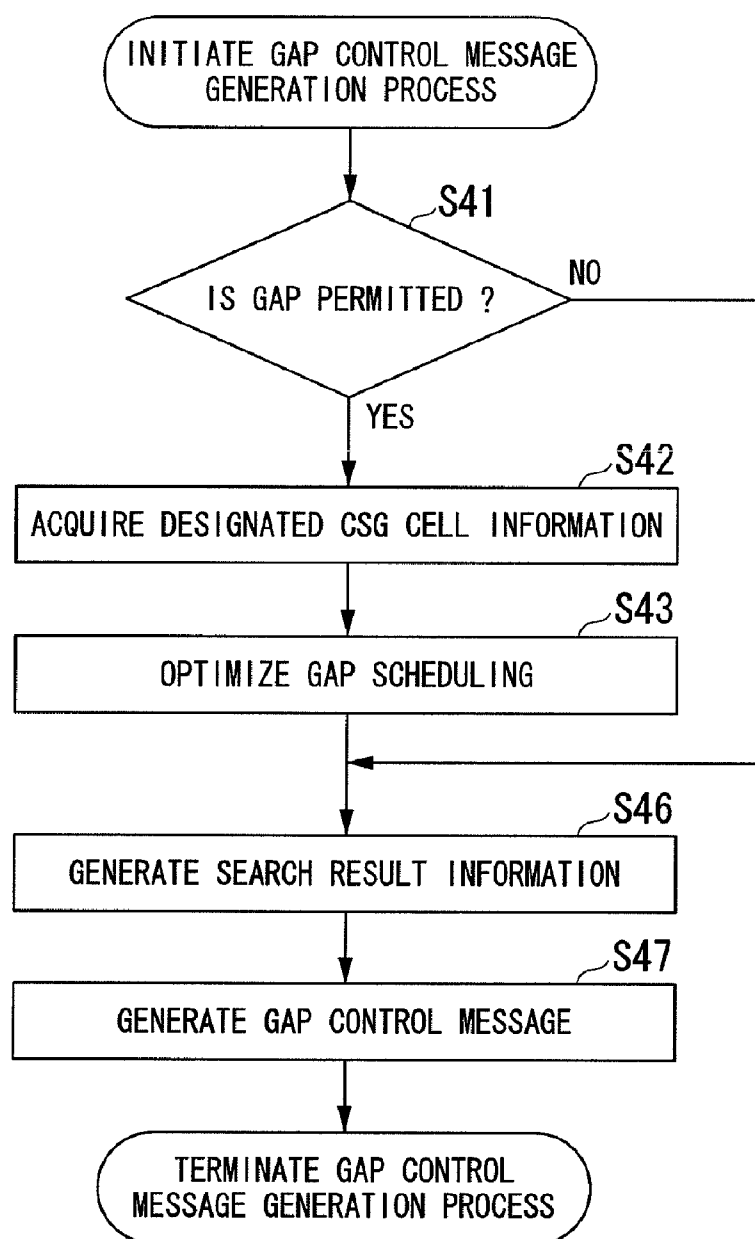 INITIATE GAP CONTROL MESSAGE
GENERATION PROCESS
S41
IS GAP PERMITTED ?
NO
YES
S42
ACQUIRE DESIGNATED CSG CELL INFORMATION
S43
OPTIMIZE GAP SCHEDULING
S46
GENERATE SEARCH RESULT INFORMATION
S47
GENERATE GAP CONTROL MESSAGE
TERMINATE GAP CONTROL
MESSAGE GENERATION PROCESS